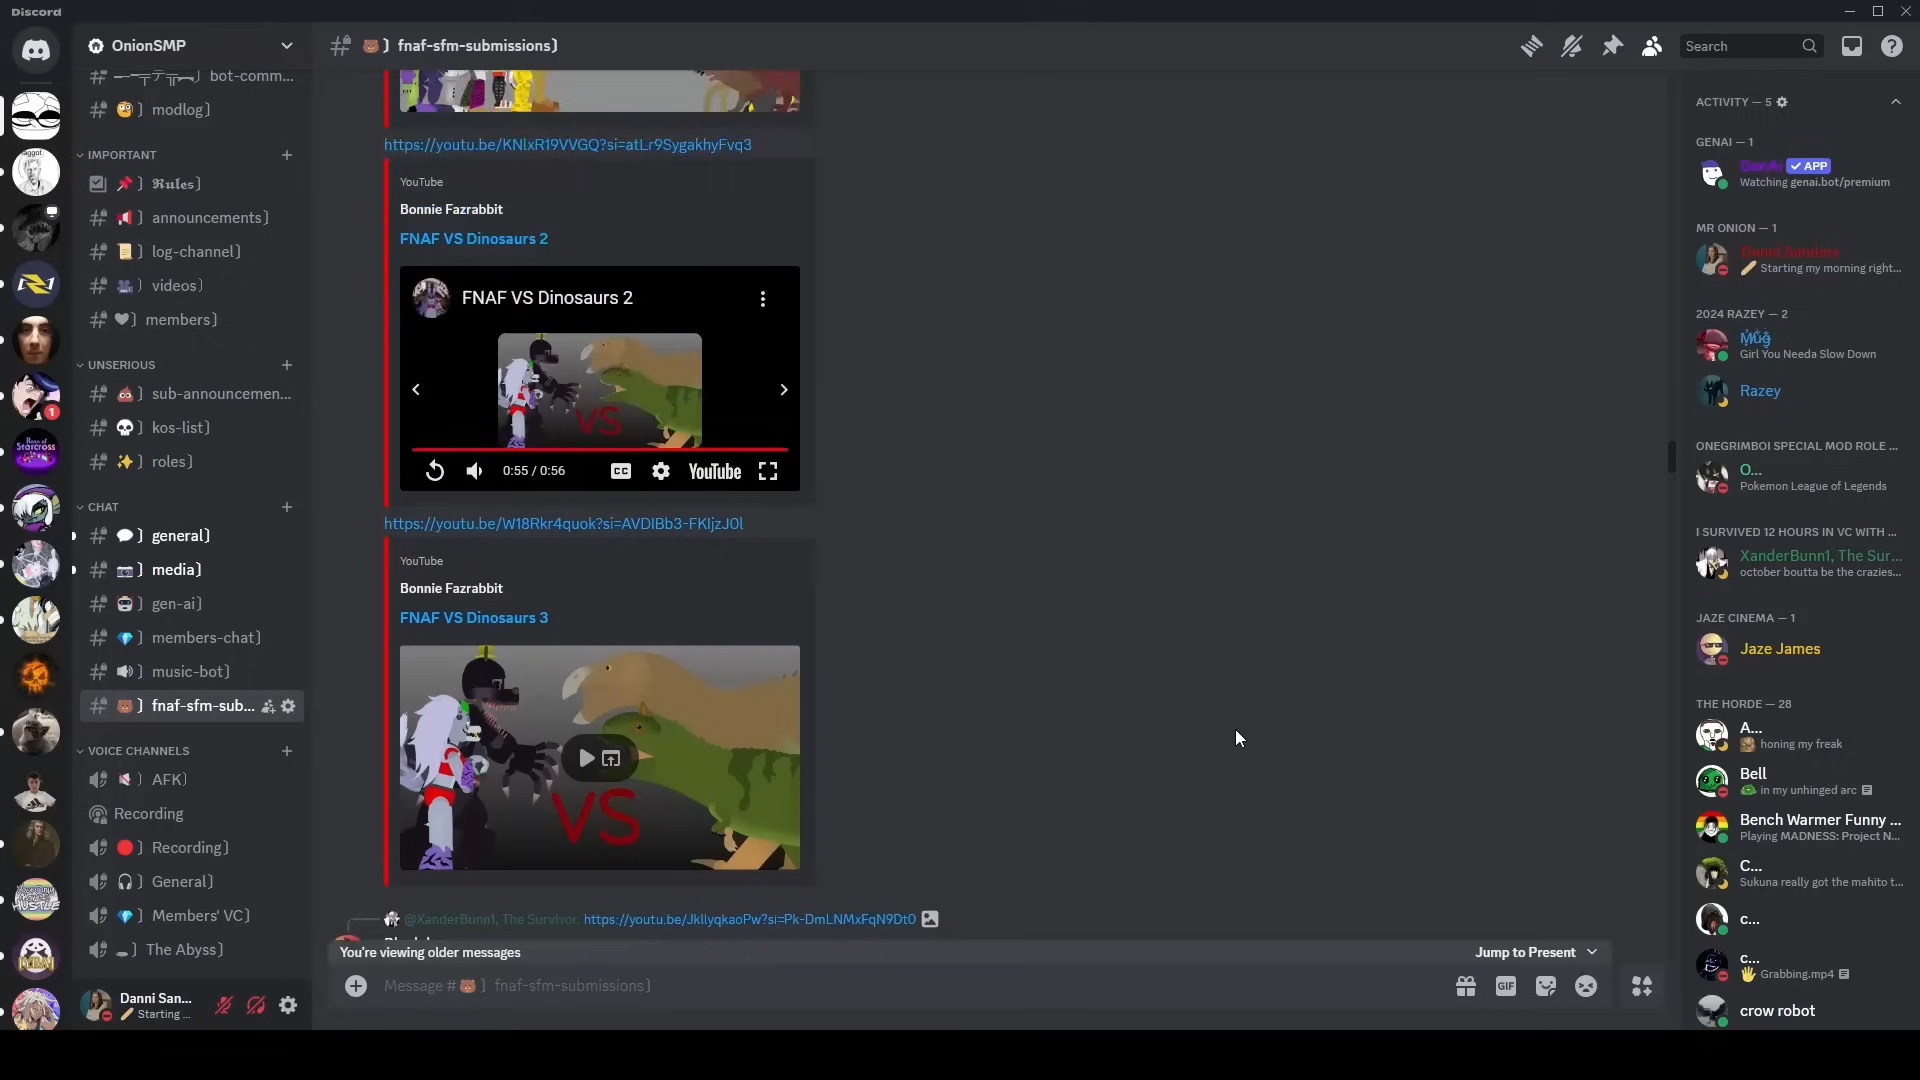 Discord
OnionSMP
bot-comm...
modlog
IMPORTANT
𝕽𝖚𝖑𝖊𝖘
announcements
log-channel
videos
members
UNSERIOUS
sub-announcemen...
kos-list
roles
CHAT
general
media
gen-ai
members-chat
music-bot
fnaf-sfm-sub...
VOICE CHANNELS
AFK
Recording
Recording
General
Members' VC
The Abyss
Danni San...
Starting ...
1
fnaf-sfm-submissions
Search
https://youtu.be/KNlxR19VVGQ?si=atLr9SygakhyFvq3
YouTube
Bonnie Fazrabbit
FNAF VS Dinosaurs 2
FNAF VS Dinosaurs 2
VS
0:55 / 0:56
CC
YouTube
https://youtu.be/W18Rkr4quok?si=AVDIBb3-FKIjzJ0l
YouTube
Bonnie Fazrabbit
FNAF VS Dinosaurs 3
VS
@XanderBunn1, The Survivor. https://youtu.be/JkllyqkaoPw?si=Pk-DmLNMxFqN9Dt0
You're viewing older messages
Jump to Present
Message # fnaf-sfm-submissions
GIF
ACTIVITY — 5
GENAI — 1
GenAI APP
Watching genai.bot/premium
MR ONION — 1
Danni Sanders
Starting my morning right...
2024 RAZEY — 2
Girl You Needa Slow Down
Razey
ONEGRIMBOI SPECIAL MOD ROLE ...
O...
Pokemon League of Legends
I SURVIVED 12 HOURS IN VC WITH ...
XanderBunn1, The Sur...
october boutta be the crazies...
JAZE CINEMA — 1
Jaze James
THE HORDE — 28
A...
honing my freak
Bell
in my unhinged arc
Bench Warmer Funny ...
Playing MADNESS: Project N...
C...
Sukuna really got the mahito t...
c...
c...
Grabbing.mp4
crow robot